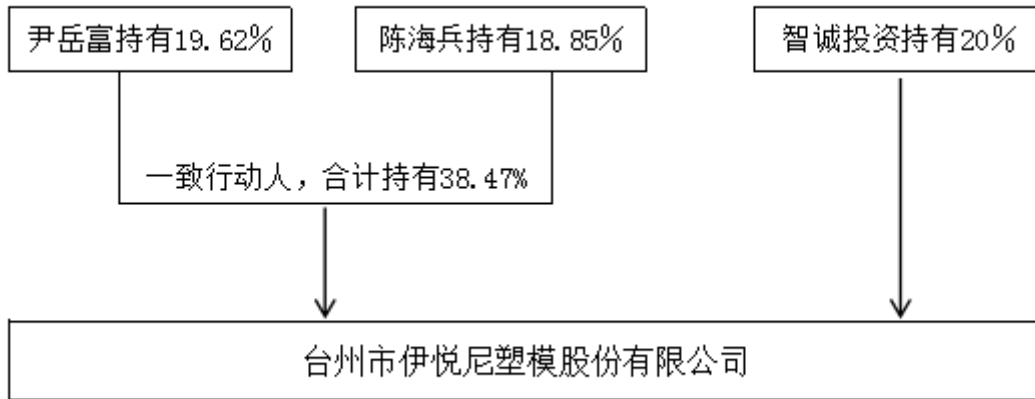 尹岳富持有19.62%
陈海兵持有18.85%
智诚投资持有20%
一致行动人，合计持有38.47%
台州市伊悦尼塑模股份有限公司